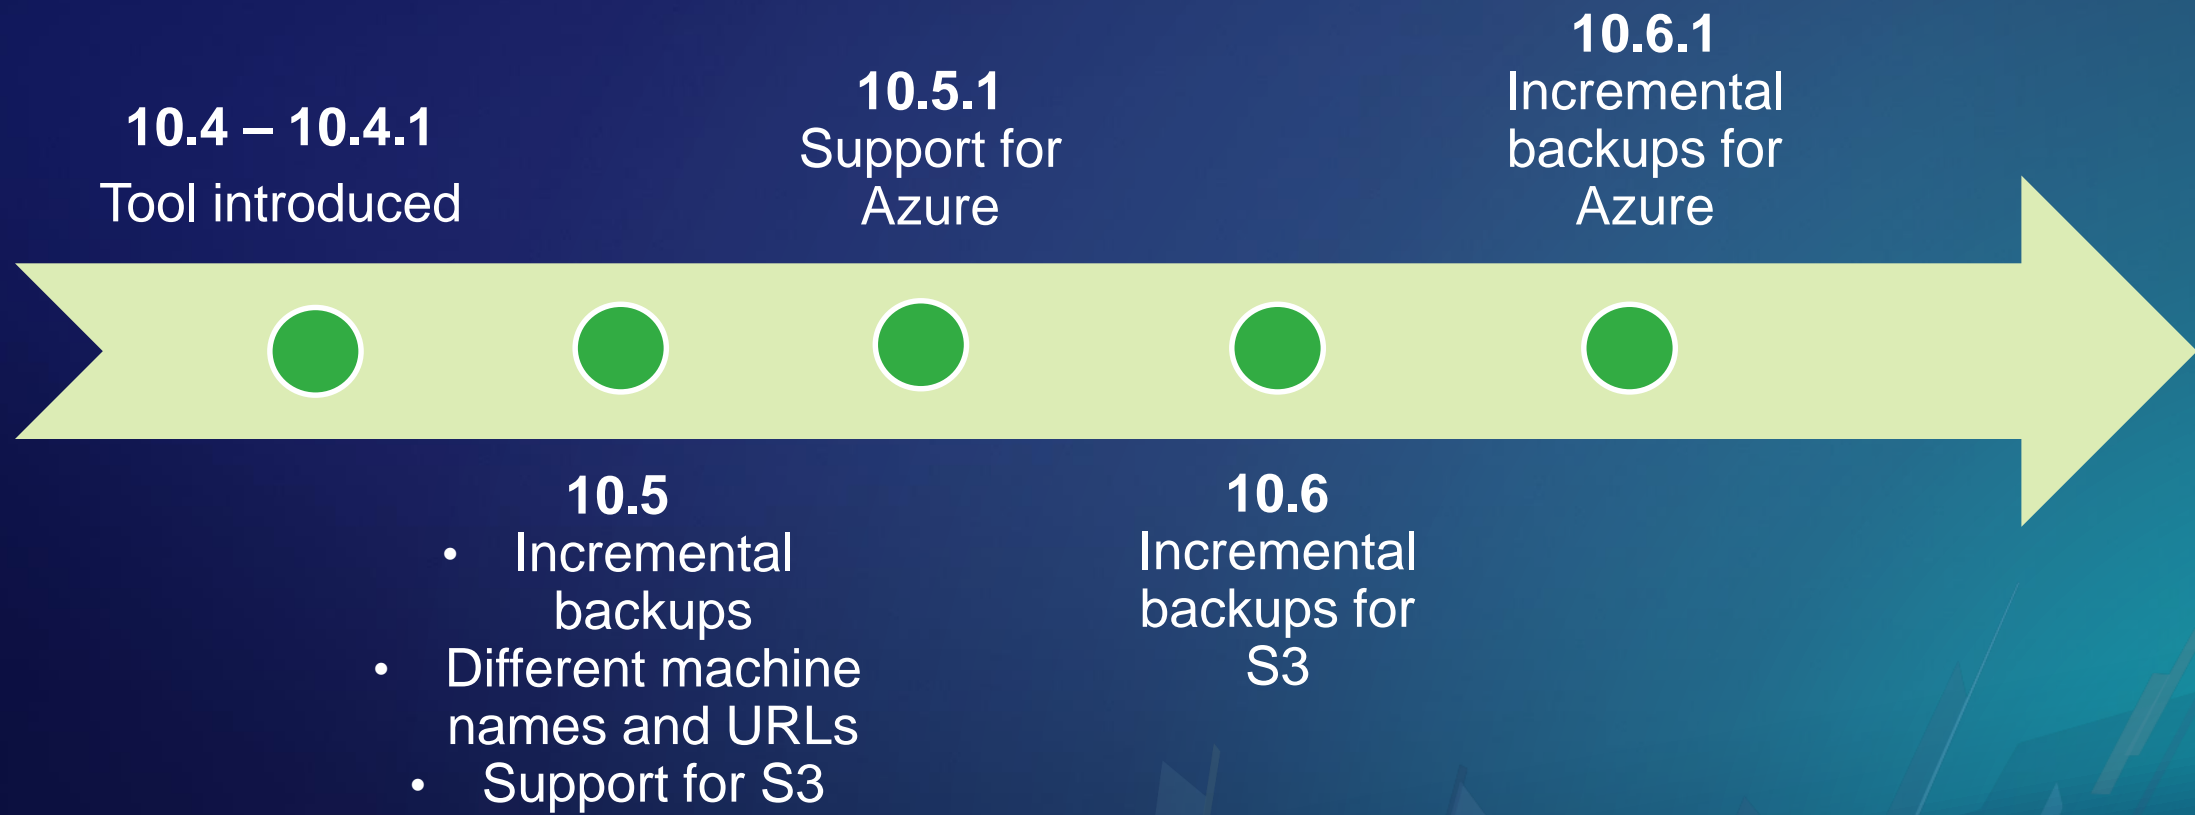 10.4 – 10.4.1
Tool introduced
10.5
• Incremental
backups
• Different machine
names and URLs
• Support for S3
10.5.1
Support for
Azure
10.6
Incremental
backups for
S3
10.6.1
Incremental
backups for
Azure